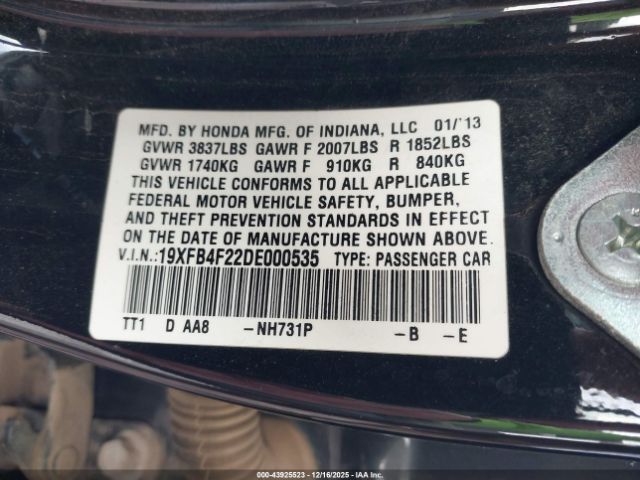 MFD. BY HONDA MFG. OF INDIANA, LLC 01/'13
GVWR 3837LBS GAWR F 2007LBS R 1852LBS
GVWR 1740KG GAWR F 910KG R 840KG
THIS VEHICLE CONFORMS TO ALL APPLICABLE
FEDERAL MOTOR VEHICLE SAFETY, BUMPER,
AND THEFT PREVENTION STANDARDS IN EFFECT
ON THE DATE OF MANUFACTURE SHOWN ABOVE.
V.I.N.:19XFB4F22DE000535 TYPE: PASSENGER CAR
TT1 D AA8 -NH731P -B -E
000-43925523 | 12/16/2025 | IAA Inc.